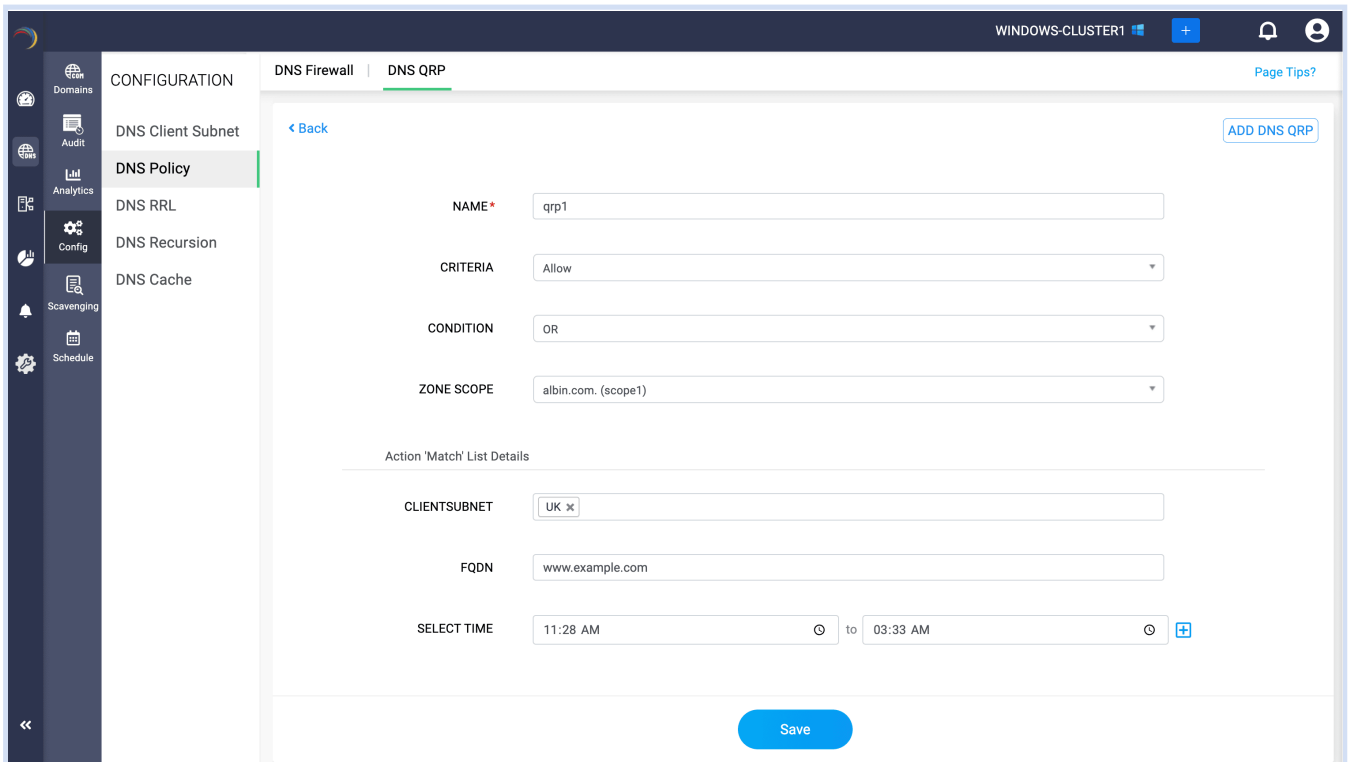 WINDOWS-CLUSTER1
COM
Domains
Audit
Analytics
Config
Scavenging
Schedule
DNS
CONFIGURATION
DNS Client Subnet
DNS Policy
DNS RRL
DNS Recursion
DNS Cache
DNS Firewall | DNS QRP
Page Tips?
Back
ADD DNS QRP
NAME* qrp1
CRITERIA Allow
CONDITION OR
ZONE SCOPE albin.com. (scope1)
Action 'Match' List Details
CLIENTSUBNET UK
FQDN www.example.com
SELECT TIME 11:28 AM to 03:33 AM
Save